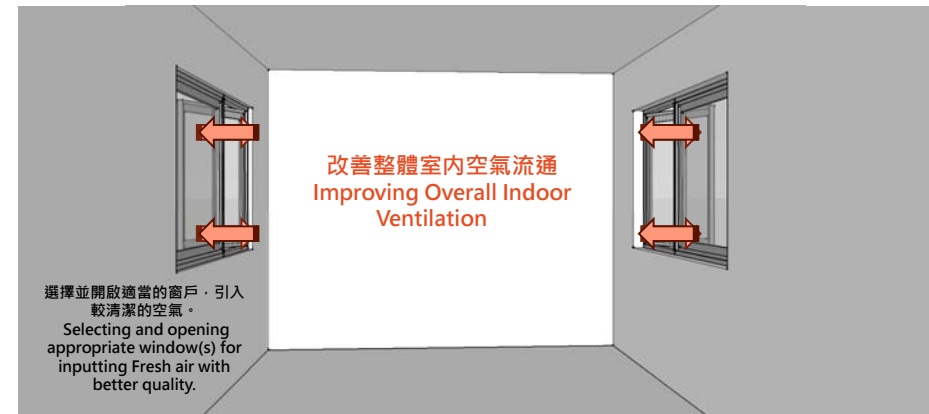 改善整體室內空氣流通
Improving Overall Indoor
Ventilation
選擇並開啟適當的窗戶，引入
較清潔的空氣。
Selecting and opening
appropriate window(s) for
inputting Fresh air with
better quality.